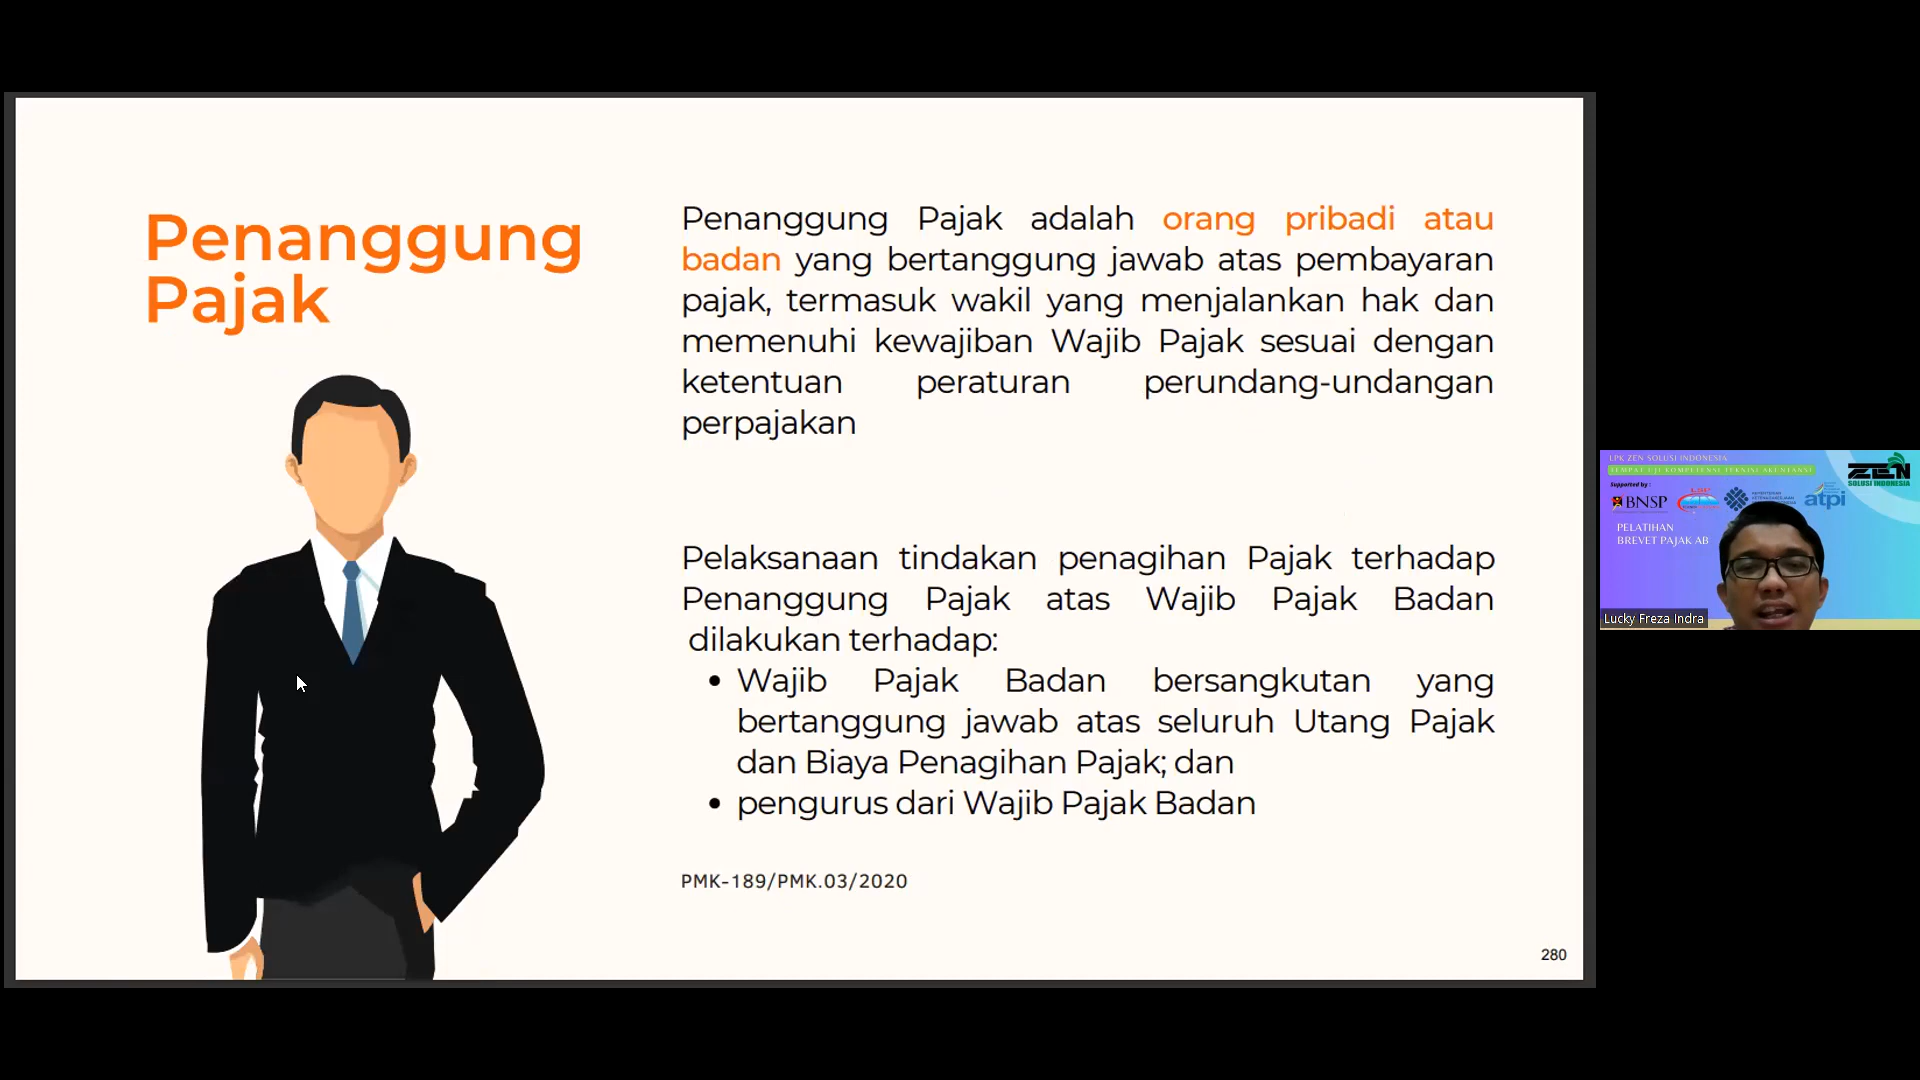 Penanggung
Pajak
Penanggung Pajak adalah orang pribadi atau
badan yang bertanggung jawab atas pembayaran
pajak, termasuk wakil yang menjalankan hak dan
memenuhi kewajiban Wajib Pajak sesuai dengan
ketentuan peraturan perundang-undangan
perpajakan
Pelaksanaan tindakan penagihan Pajak terhadap
Penanggung Pajak atas Wajib Pajak Badan
dilakukan terhadap:
• Wajib Pajak Badan bersangkutan yang
bertanggung jawab atas seluruh Utang Pajak
dan Biaya Penagihan Pajak; dan
• pengurus dari Wajib Pajak Badan
PMK-189/PMK.03/2020
280
LPK ZEN SOLUSI INDONESIA
TEMPAT UJI KOMPETENSI TEKNISI AKUNTANSI
ZEN
SOLUSI INDONESIA
Supported by :
BNSP
atpi
PELATIHAN
BREVET PAJAK AB
Lucky Freza Indra